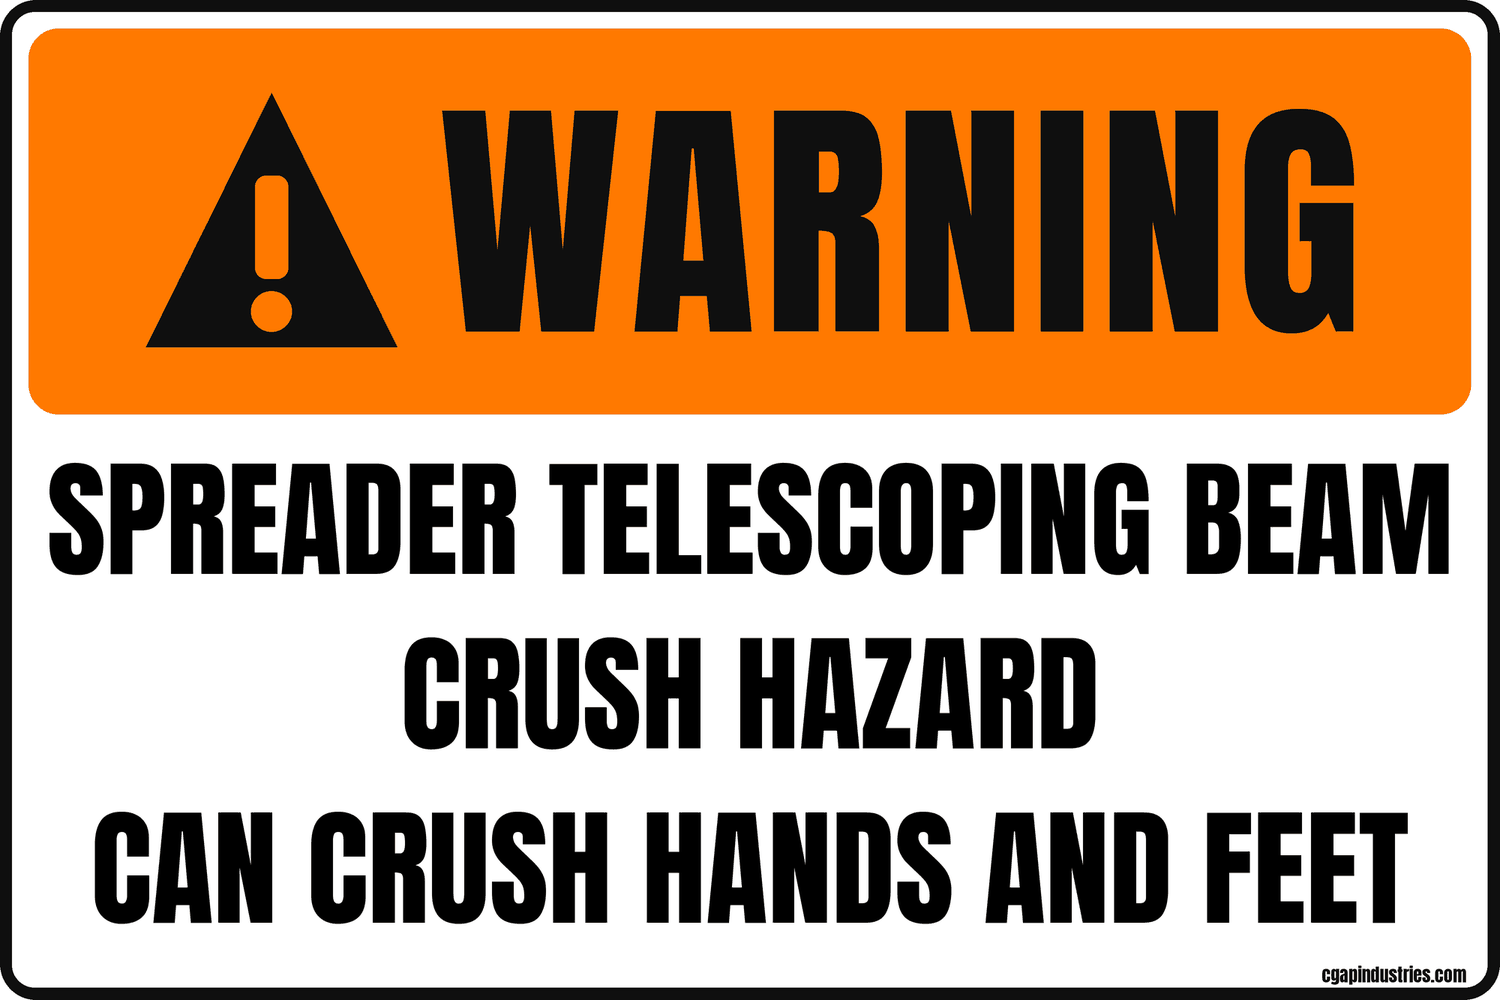 WARNING
SPREADER TELESCOPING BEAM
CRUSH HAZARD
CAN CRUSH HANDS AND FEET
cgapindustries.com